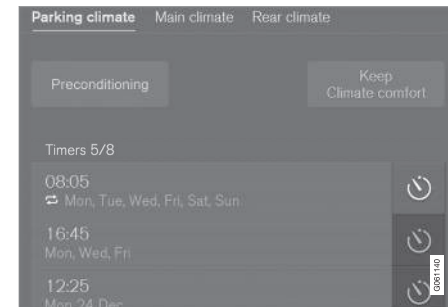 Parking climate Main climate Rear climate
Preconditioning
Keep
Climate comfort
Timers 5/8
08:05
Mon, Tue, Wed, Fri, Sat, Sun
16:45
Mon, Wed, Fri
12:25
Mon 24 Dec
G061140